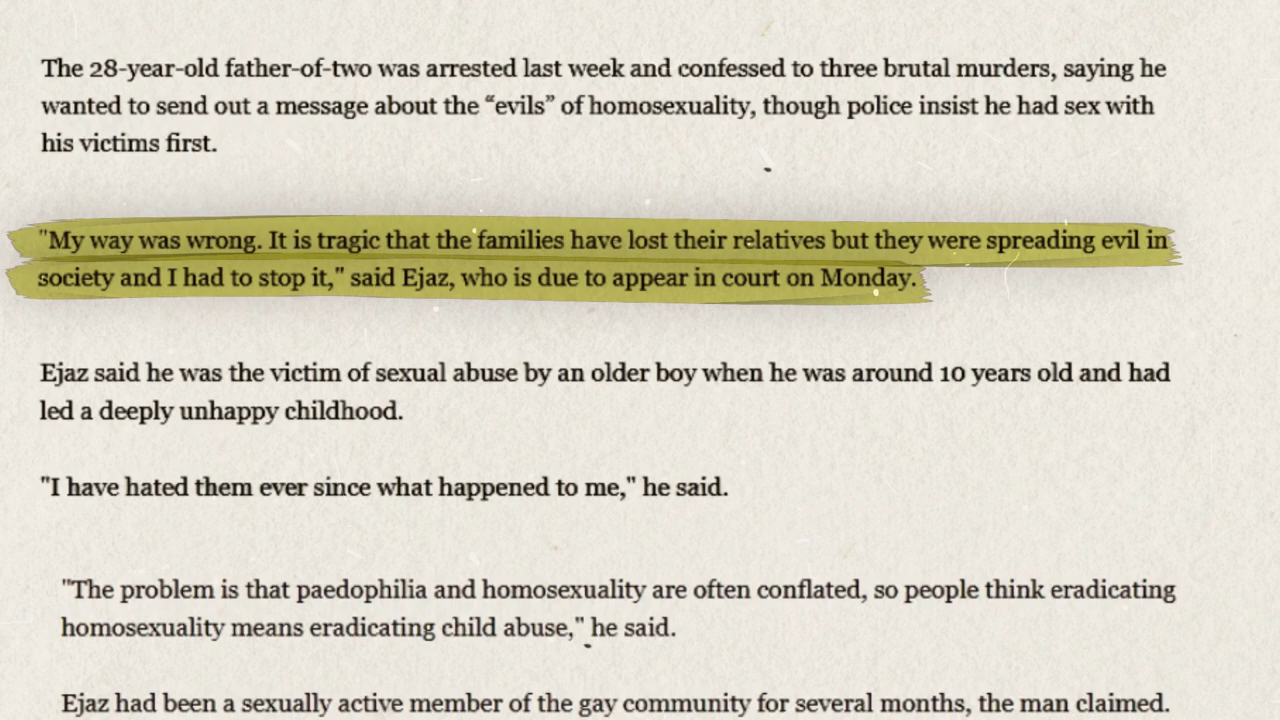 The 28-year-old father-of-two was arrested last week and confessed to three brutal murders, saying he
wanted to send out a message about the “evils” of homosexuality, though police insist he had sex with
his victims first.
"My way was wrong. It is tragic that the families have lost their relatives but they were spreading evil in
society and I had to stop it," said Ejaz, who is due to appear in court on Monday.
Ejaz said he was the victim of sexual abuse by an older boy when he was around 10 years old and had
led a deeply unhappy childhood.
"I have hated them ever since what happened to me," he said.
"The problem is that paedophilia and homosexuality are often conflated, so people think eradicating
homosexuality means eradicating child abuse," he said.
Ejaz had been a sexually active member of the gay community for several months, the man claimed.